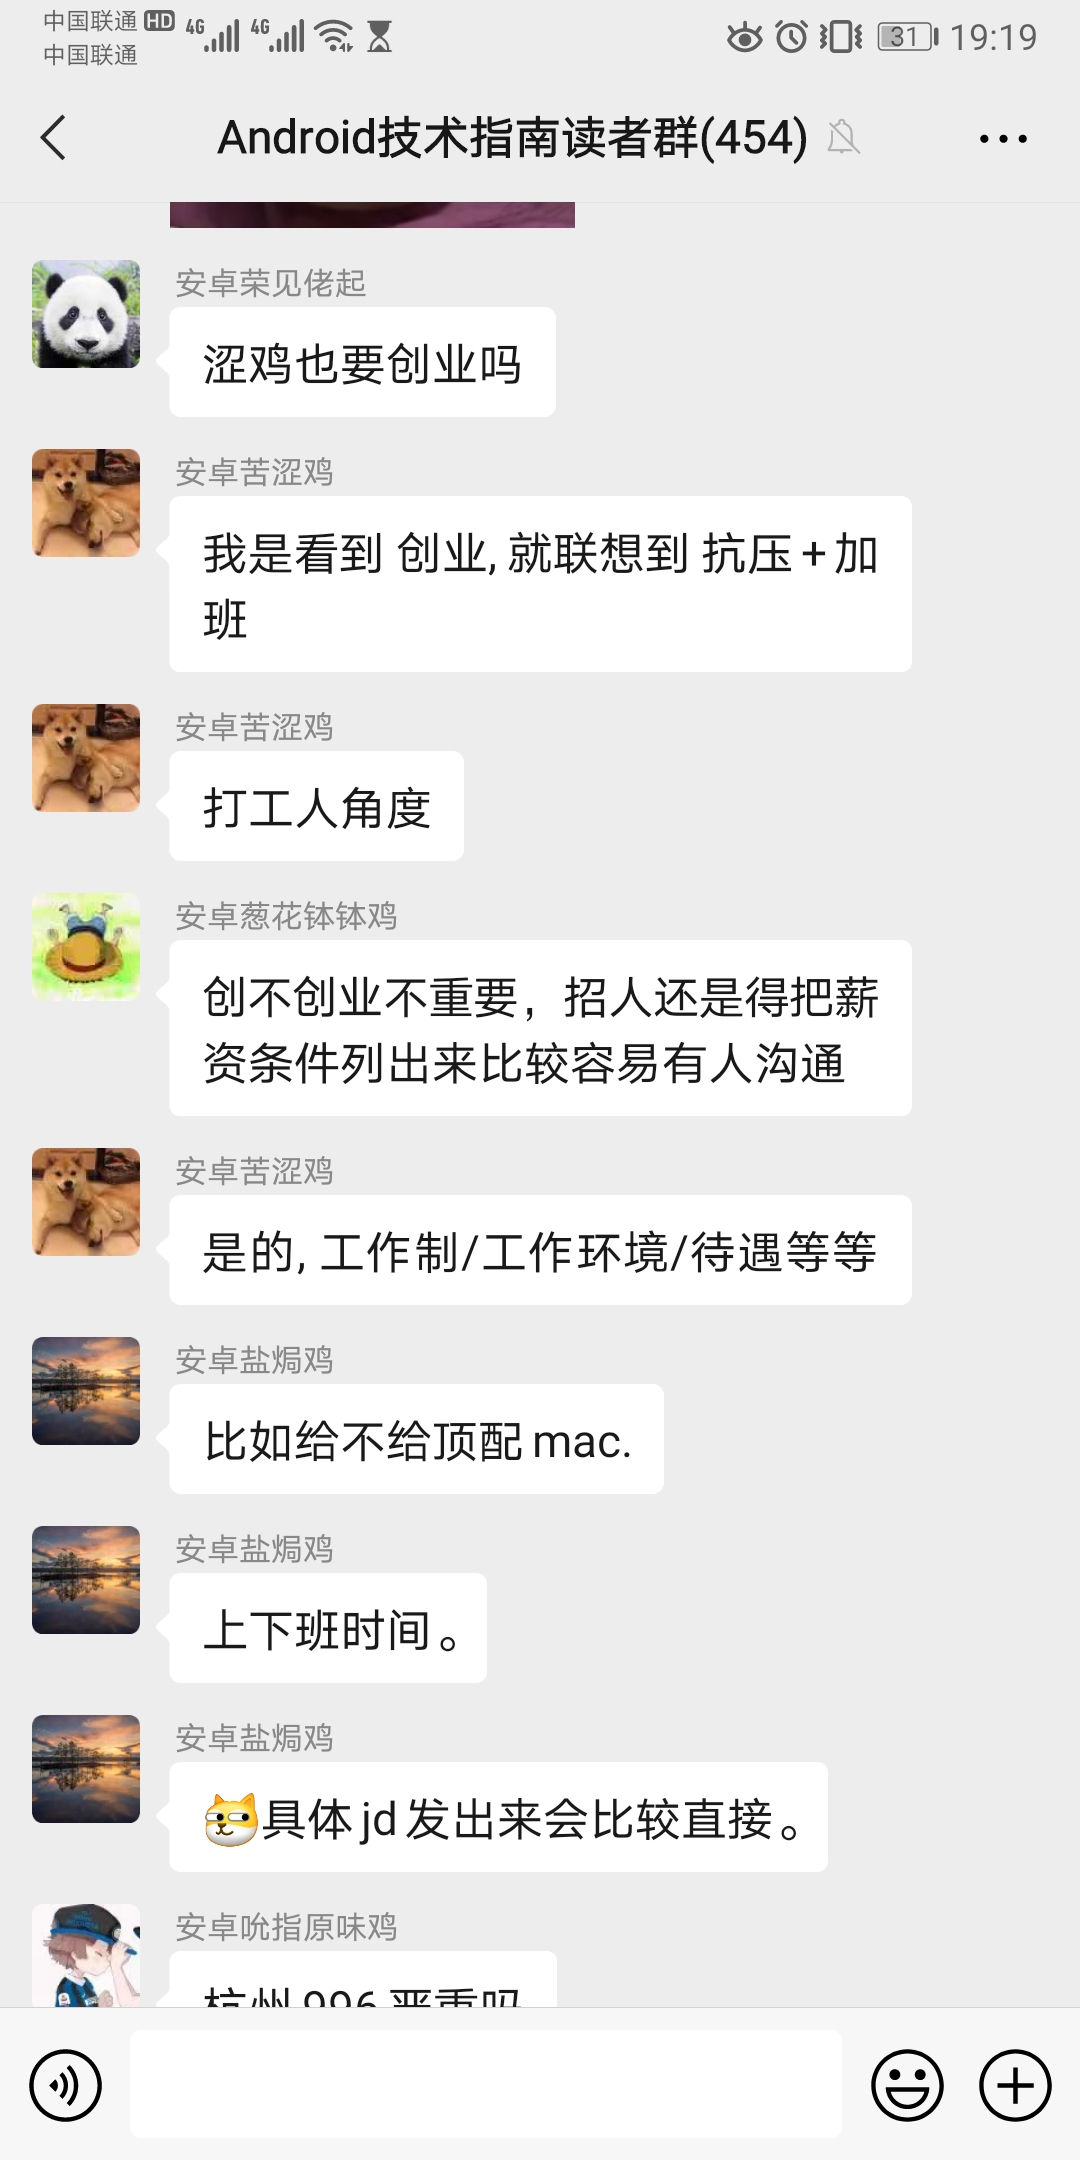 中国联通 HD 4G 4G 31 19:19
中国联通
Android技术指南读者群(454)
安卓荣见佬起
涩鸡也要创业吗
安卓苦涩鸡
我是看到 创业, 就联想到 抗压+加
班
安卓苦涩鸡
打工人角度
安卓葱花钵钵鸡
创不创业不重要，招人还是得把薪
资条件列出来比较容易有人沟通
安卓苦涩鸡
是的, 工作制/工作环境/待遇等等
安卓盐焗鸡
比如给不给顶配 mac.
安卓盐焗鸡
上下班时间。
安卓盐焗鸡
具体 jd 发出来会比较直接。
安卓吮指原味鸡
杭州 996 严重吗